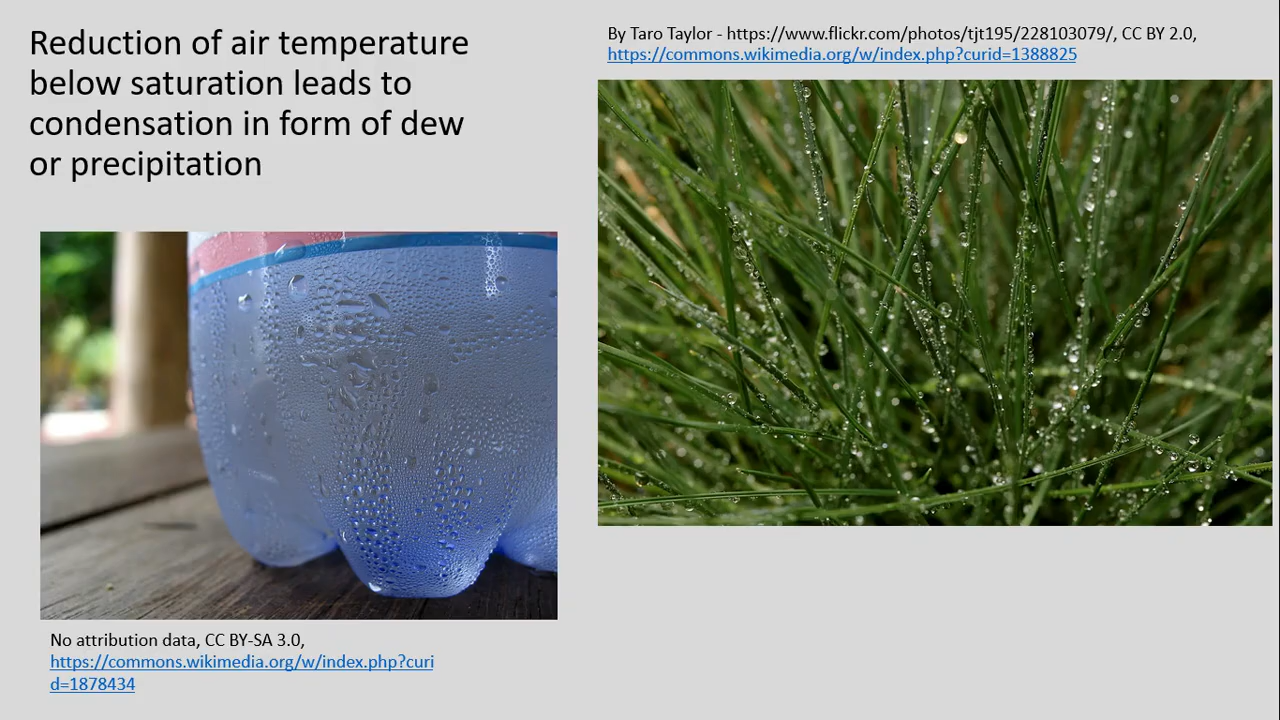 Reduction of air temperature
below saturation leads to
condensation in form of dew
or precipitation
By Taro Taylor - https://www.flickr.com/photos/tjt195/228103079/, CC BY 2.0,
https://commons.wikimedia.org/w/index.php?curid=1388825
No attribution data, CC BY-SA 3.0,
https://commons.wikimedia.org/w/index.php?curi
d=1878434